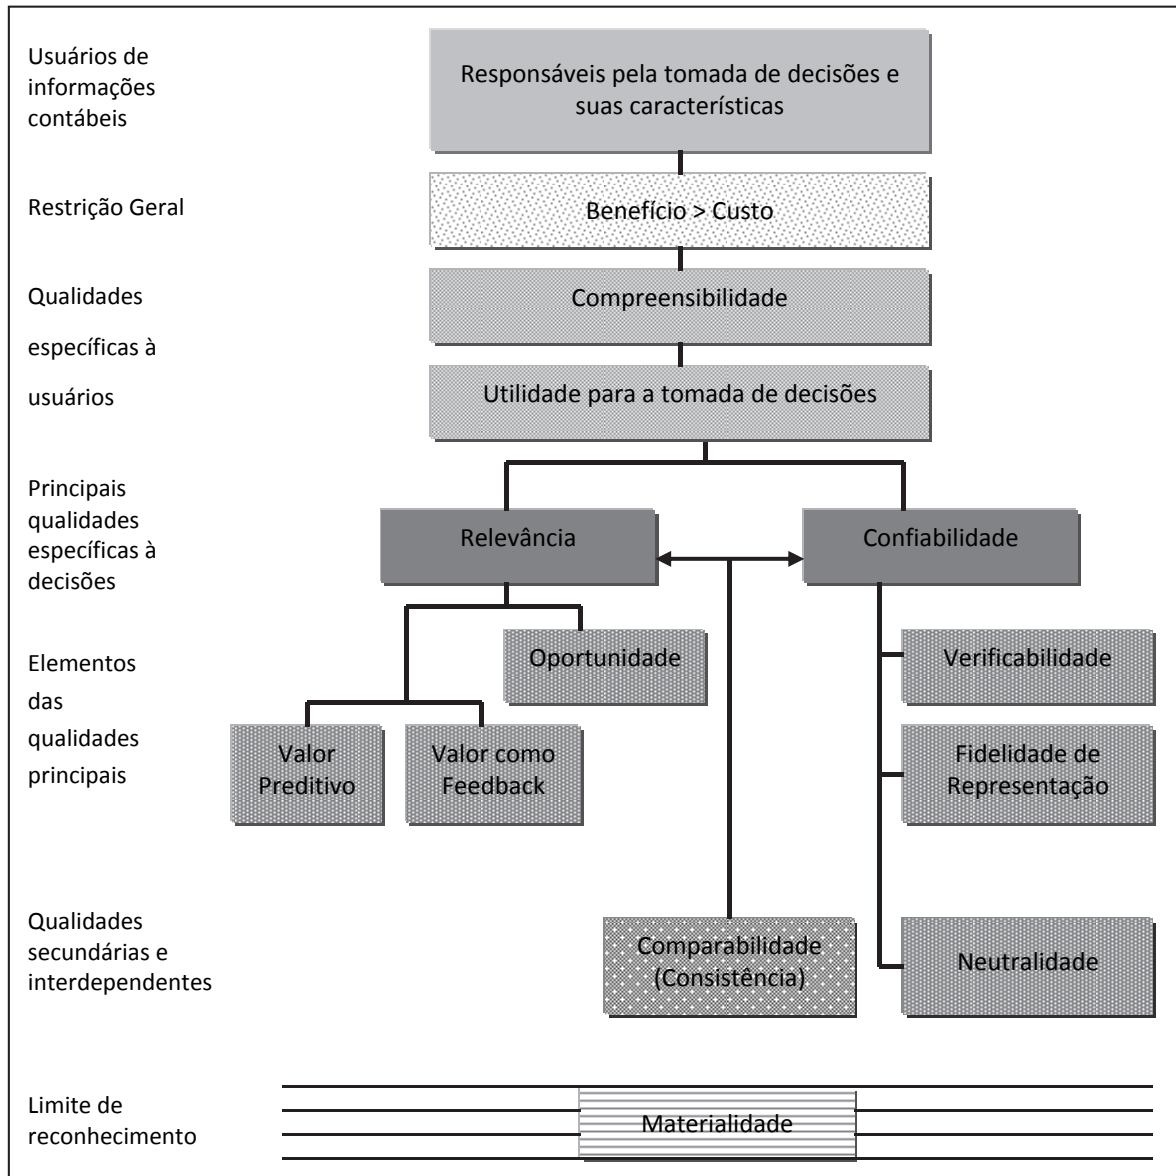 Usuários de
informações
contábeis
Responsáveis pela tomada de decisões e
suas características
Restrição Geral
Benefício > Custo
Qualidades
específicas à
usuários
Compreensibilidade
Utilidade para a tomada de decisões
Principais
qualidades
específicas à
decisões
Relevância
Confiabilidade
Elementos
das
qualidades
principais
Oportunidade
Verificabilidade
Valor
Preditivo
Valor como
Feedback
Fidelidade de
Representação
Qualidades
secundárias e
interdependentes
Comparabilidade
(Consistência)
Neutralidade
Limite de
reconhecimento
Materialidade